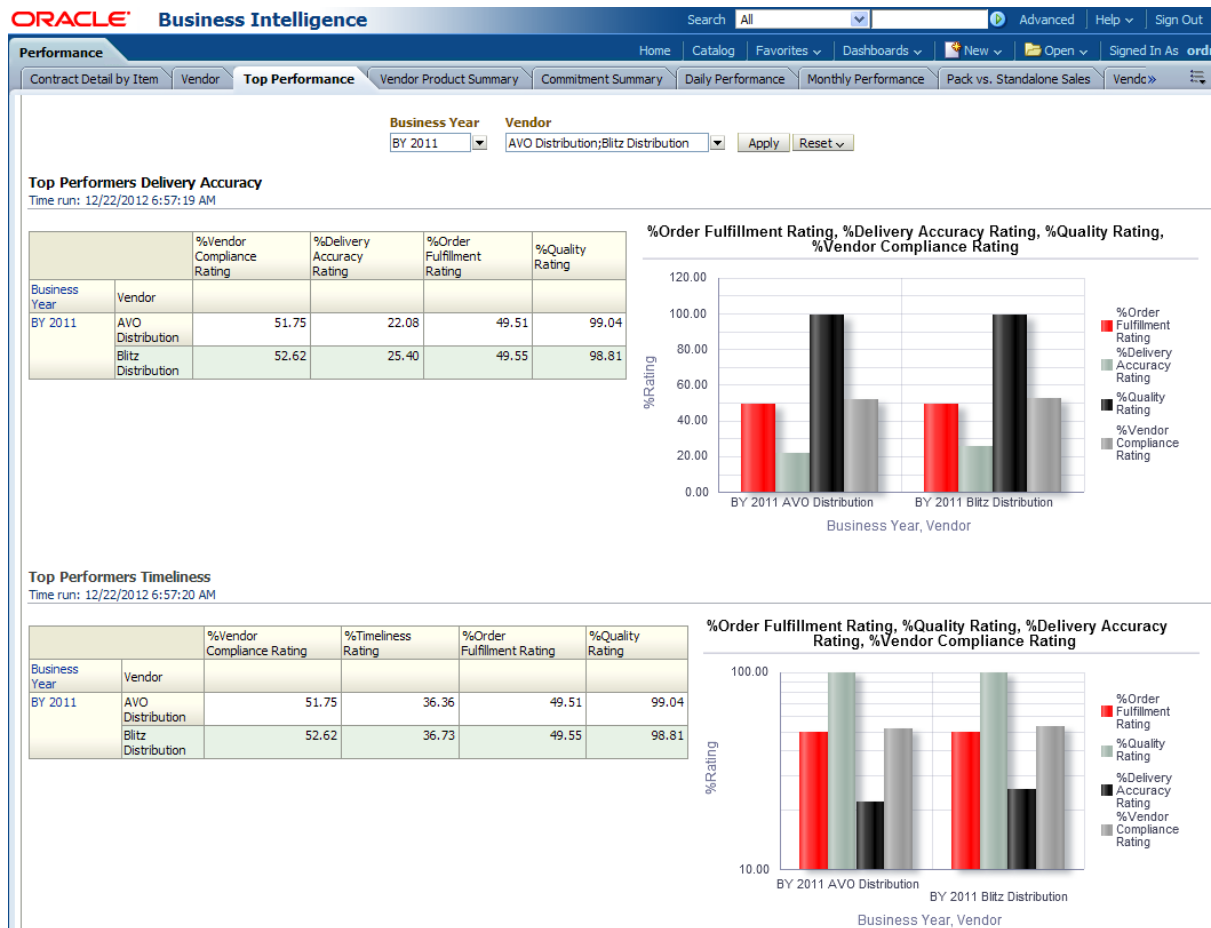 ORACLE Business Intelligence
Search All Advanced Help Sign Out
Performance
Home Catalog Favorites Dashboards New Open Signed In As
Contract Detail by Item Vendor Top Performance Vendor Product Summary Commitment Summary Daily Performance Monthly Performance Pack vs. Standalone Sales
Business Year Vendor
BY 2011 AVO Distribution;Blitz Distribution Apply Reset
Top Performers Delivery Accuracy
Time run: 12/22/2012 6:57:19 AM
%Vendor Compliance Rating %Delivery Accuracy Rating %Order Fulfillment Rating %Quality Rating
Business Year Vendor
BY 2011 AVO Distribution 51.75 22.08 49.51 99.04
Blitz Distribution 52.62 25.40 49.55 98.81
%Order Fulfillment Rating, %Delivery Accuracy Rating, %Quality Rating,
%Vendor Compliance Rating
120.00
100.00
80.00
60.00
40.00
20.00
0.00
%Rating
BY 2011 AVO Distribution BY 2011 Blitz Distribution
Business Year, Vendor
%Order
Fulfillment
Rating
%Delivery
Accuracy
Rating
%Quality
Rating
%Vendor
Compliance
Rating
Top Performers Timeliness
Time run: 12/22/2012 6:57:20 AM
%Vendor Compliance Rating %Timeliness Rating %Order Fulfillment Rating %Quality Rating
Business Year Vendor
BY 2011 AVO Distribution 51.75 36.36 49.51 99.04
Blitz Distribution 52.62 36.73 49.55 98.81
%Order Fulfillment Rating, %Quality Rating, %Delivery Accuracy
Rating, %Vendor Compliance Rating
100.00
10.00
%Rating
BY 2011 AVO Distribution
BY 2011 Blitz Distribution
Business Year, Vendor
%Order
Fulfillment
Rating
%Quality
Rating
%Delivery
Accuracy
Rating
%Vendor
Compliance
Rating